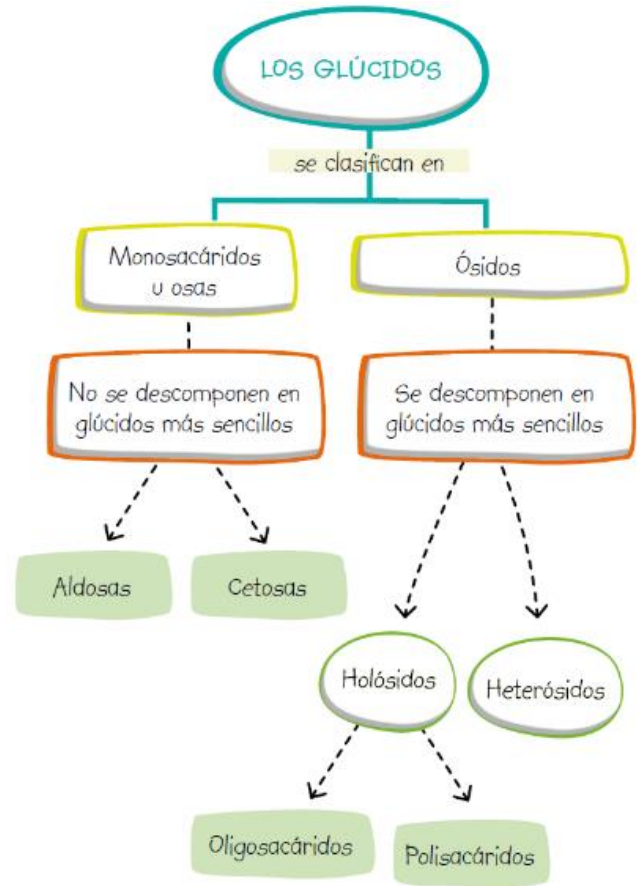 LOS GLÚCIDOS
se clasifican en
Monosacáridos
u osas
Ósidos
No se descomponen en
glúcidos más sencillos
Se descomponen en
glúcidos más sencillos
Aldosas
Cetosas
Holósidos
Heterósidos
Oligosacáridos
Polisacáridos